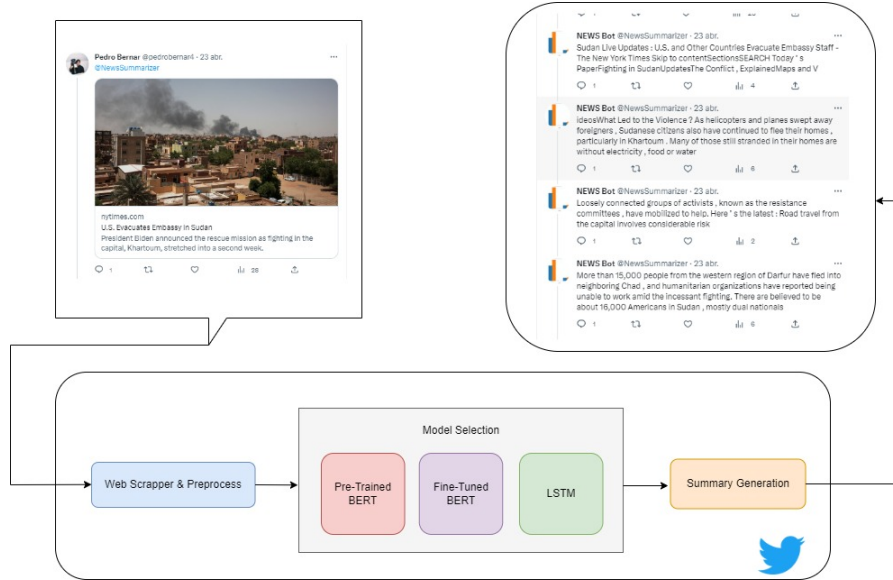 Pedro Bernar @pedrobernar4 · 23 abr.
@NewsSummarizer
nytimes.com
U.S. Evacuates Embassy in Sudan
President Biden announced the rescue mission as fighting in the
capital, Khartoum, stretched into a second week.
1
26
NEWS Bot @NewsSummarizer · 23 abr.
Sudan Live Updates : U.S. and Other Countries Evacuate Embassy Staff -
The New York Times Skip to contentSectionsSEARCH Today ' s
PaperFighting in SudanUpdatesThe Conflict , ExplainedMaps and V
1
4
NEWS Bot @NewsSummarizer · 23 abr.
ideosWhat Led to the Violence ? As helicopters and planes swept away
foreigners , Sudanese citizens also have continued to flee their homes ,
particularly in Khartoum . Many of those still stranded in their homes are
without electricity , food or water
1
6
NEWS Bot @NewsSummarizer · 23 abr.
Loosely connected groups of activists , known as the resistance
committees , have mobilized to help. Here ' s the latest : Road travel from
the capital involves considerable risk
1
2
NEWS Bot @NewsSummarizer · 23 abr.
More than 15,000 people from the western region of Darfur have fled into
neighboring Chad , and humanitarian organizations have reported being
unable to work amid the incessant fighting. There are believed to be
about 16,000 Americans in Sudan , mostly dual nationals
1
6
Web Scrapper & Preprocess
Model Selection
Pre-Trained
BERT
Fine-Tuned
BERT
LSTM
Summary Generation